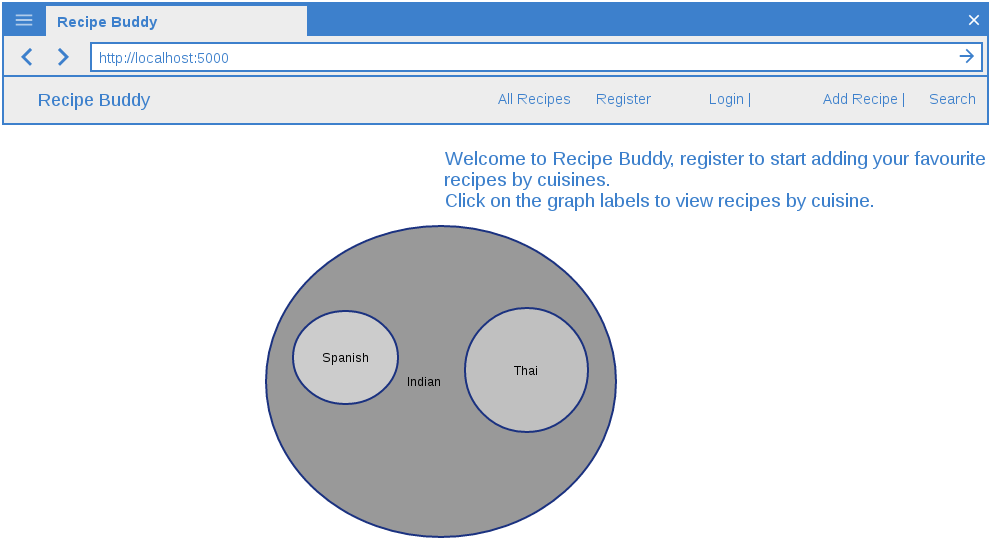 Recipe Buddy
http://localhost:5000
Recipe Buddy All Recipes Register Login | Add Recipe | Search
Welcome to Recipe Buddy, register to start adding your favourite
recipes by cuisines.
Click on the graph labels to view recipes by cuisine.
Spanish
Thai
Indian